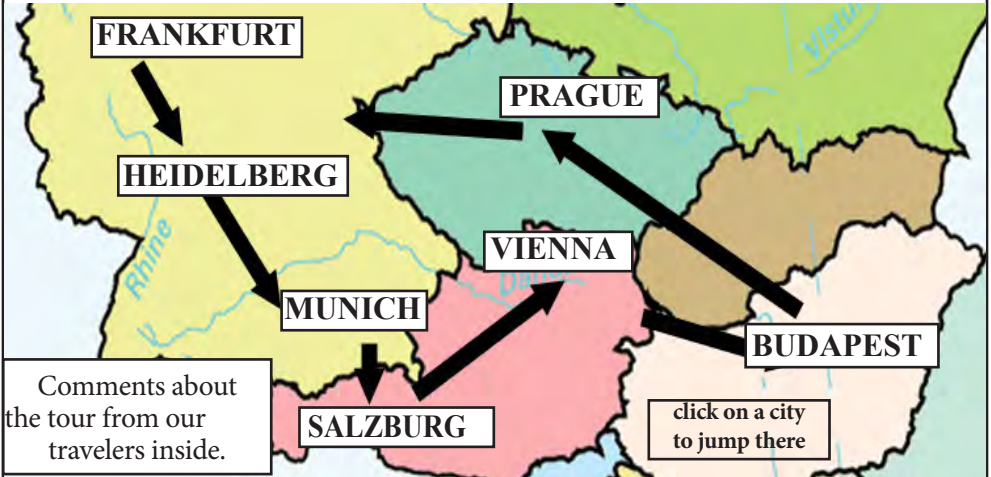 FRANKFURT
Vistu
PRAGUE
HEIDELBERG
Rhine
VIENNA
MUNICH
BUDAPEST
Comments about
the tour from our
travelers inside.
SALZBURG
click on a city
to jump there